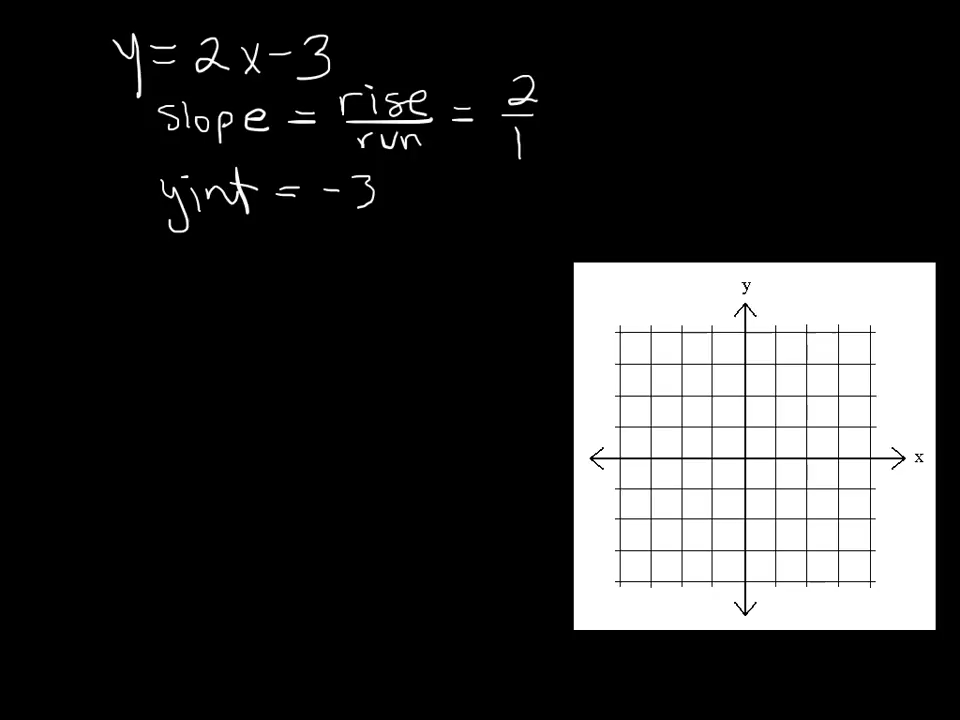 y = 2x - 3
slope = rise/run = 2/1
yint = -3
y
x